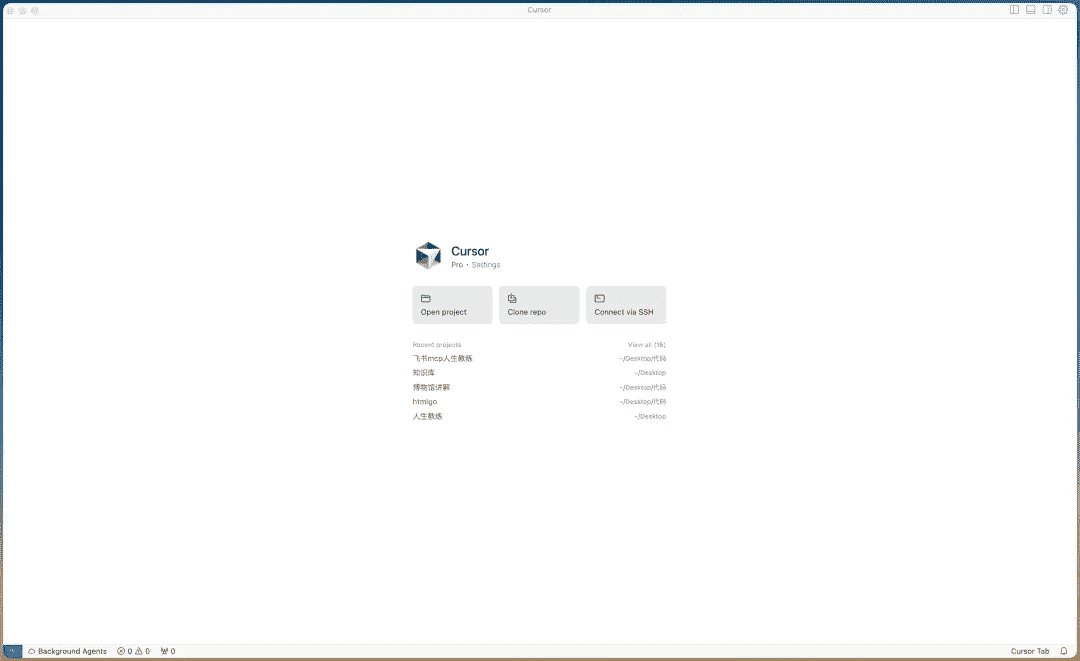 Cursor
Cursor
Pro · Settings
Open project
Clone repo
Connect via SSH
Recent projects View all (15)
飞书mcp人生教练 ~/Desktop/代码
知识库 ~/Desktop
博物馆讲解 ~/Desktop/代码
htmlgo ~/Desktop/代码
人生教练 ~/Desktop
Background Agents 0 0 0 Cursor Tab